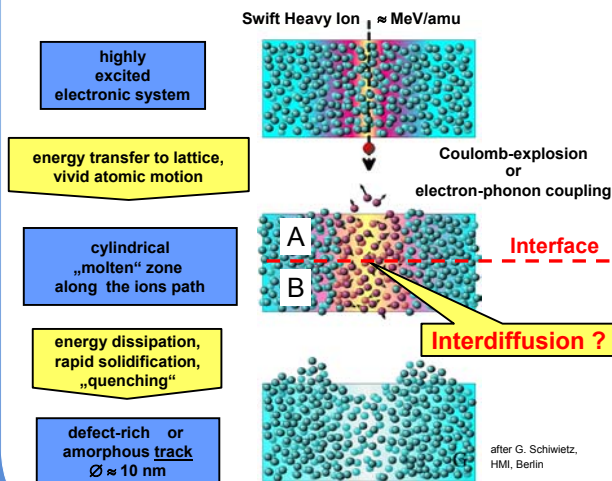 Swift Heavy Ion ≈ MeV/amu
highly
excited
electronic system
energy transfer to lattice,
vivid atomic motion
Coulomb-explosion
or
electron-phonon coupling
cylindrical
„molten“ zone
along the ions path
A
B
Interface
Interdiffusion ?
energy dissipation,
rapid solidification,
„quenching“
defect-rich or
amorphous track
Ø ≈ 10 nm
G
after G. Schiwietz,
HMI, Berlin